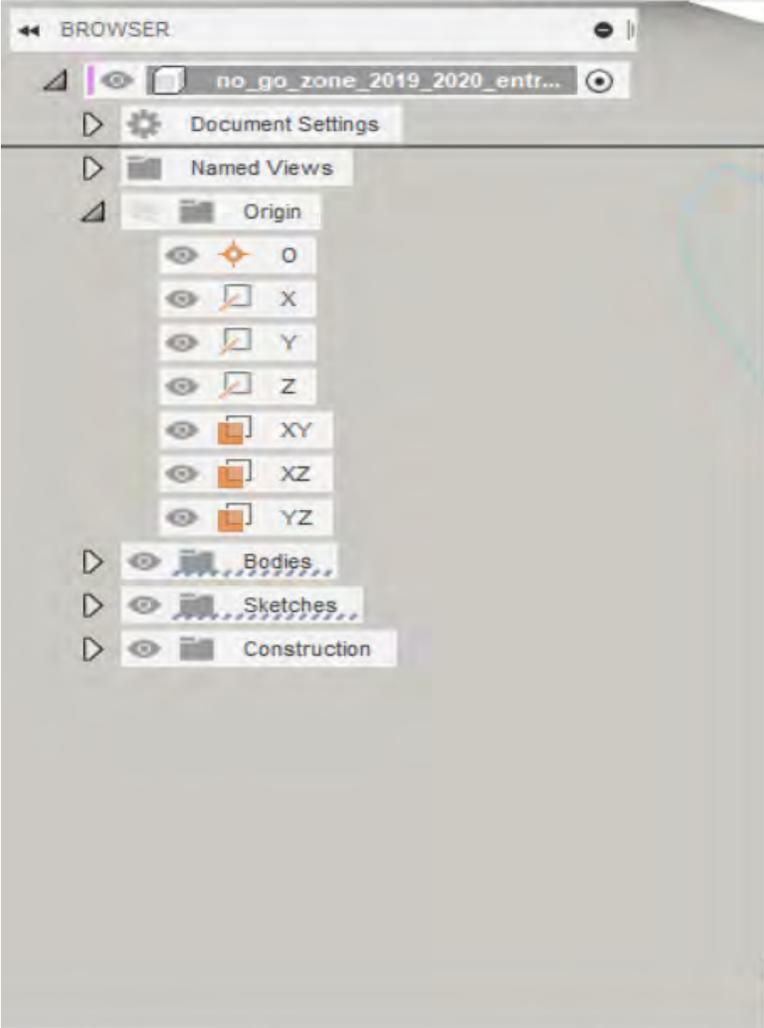 BROWSER
no_go_zone_2019_2020_entr...
Document Settings
Named Views
Origin
O
X
Y
Z
XY
XZ
YZ
Bodies
Sketches
Construction